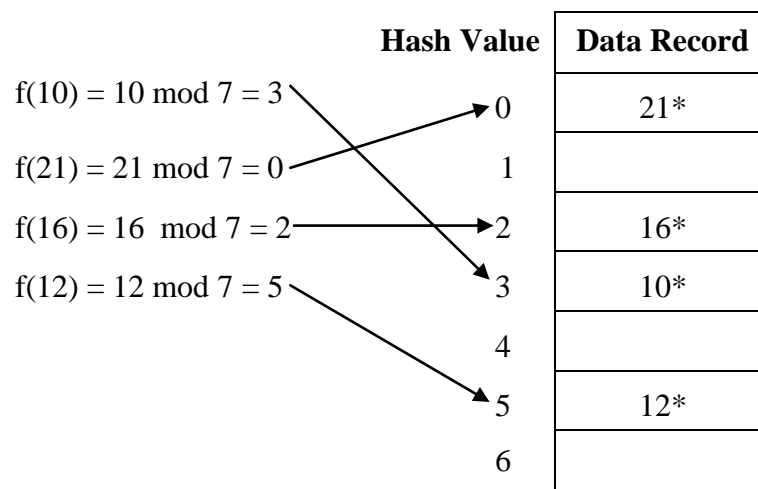 Hash Value Data Record
f(10) = 10 mod 7 = 3
0 21*
f(21) = 21 mod 7 = 0 1
f(16) = 16 mod 7 = 2 2 16*
f(12) = 12 mod 7 = 5 3 10*
4
5 12*
6